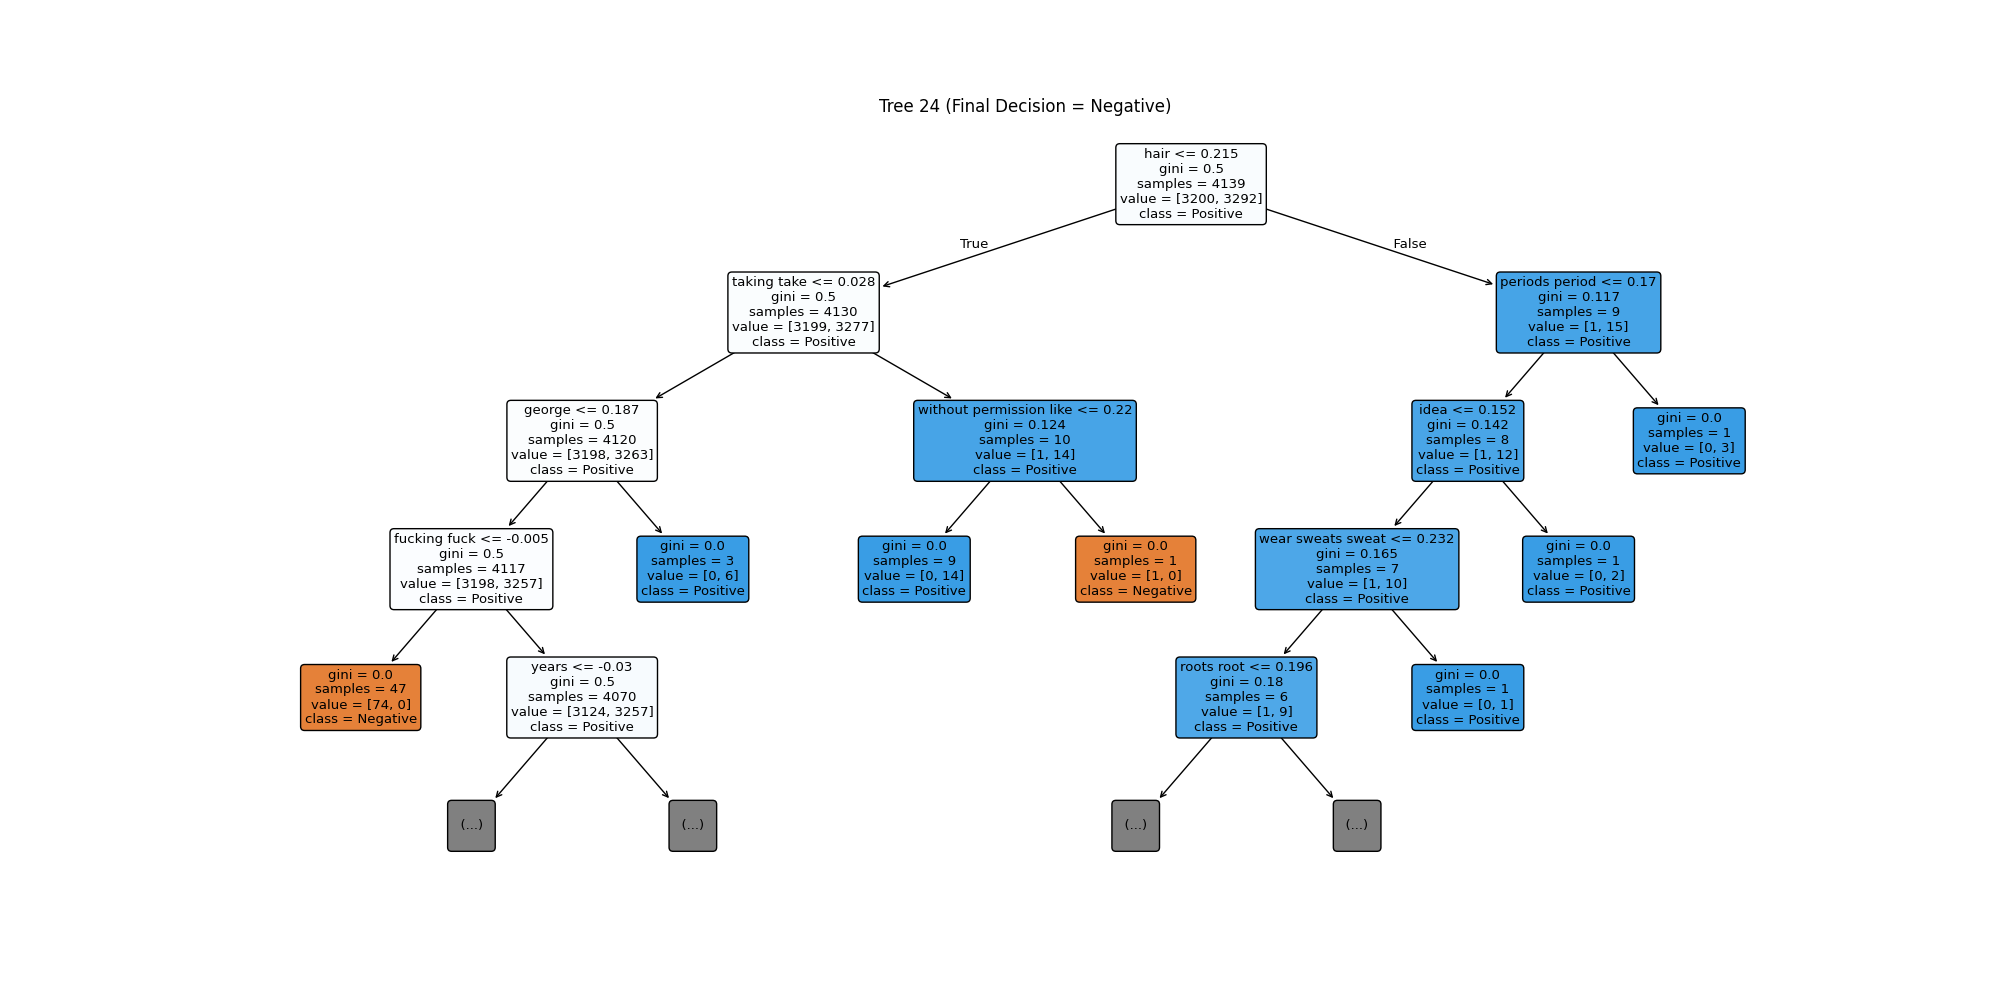 Tree 24 (Final Decision = Negative)
hair <= 0.215
gini = 0.5
samples = 4139
value = [3200, 3292]
class = Positive
True
False
taking take <= 0.028
gini = 0.5
samples = 4130
value = [3199, 3277]
class = Positive
periods period <= 0.17
gini = 0.117
samples = 9
value = [1, 15]
class = Positive
george <= 0.187
gini = 0.5
samples = 4120
value = [3198, 3263]
class = Positive
without permission like <= 0.22
gini = 0.124
samples = 10
value = [1, 14]
class = Positive
idea <= 0.152
gini = 0.142
samples = 8
value = [1, 12]
class = Positive
gini = 0.0
samples = 1
value = [0, 3]
class = Positive
fucking fuck <= -0.005
gini = 0.5
samples = 4117
value = [3198, 3257]
class = Positive
gini = 0.0
samples = 3
value = [0, 6]
class = Positive
gini = 0.0
samples = 9
value = [0, 14]
class = Positive
gini = 0.0
samples = 1
value = [1, 0]
class = Negative
wear sweats sweat <= 0.232
gini = 0.165
samples = 7
value = [1, 10]
class = Positive
gini = 0.0
samples = 1
value = [0, 2]
class = Positive
gini = 0.0
samples = 47
value = [74, 0]
class = Negative
years <= -0.03
gini = 0.5
samples = 4070
value = [3124, 3257]
class = Positive
roots root <= 0.196
gini = 0.18
samples = 6
value = [1, 9]
class = Positive
gini = 0.0
samples = 1
value = [0, 1]
class = Positive
(...)
(...)
(...)
(...)